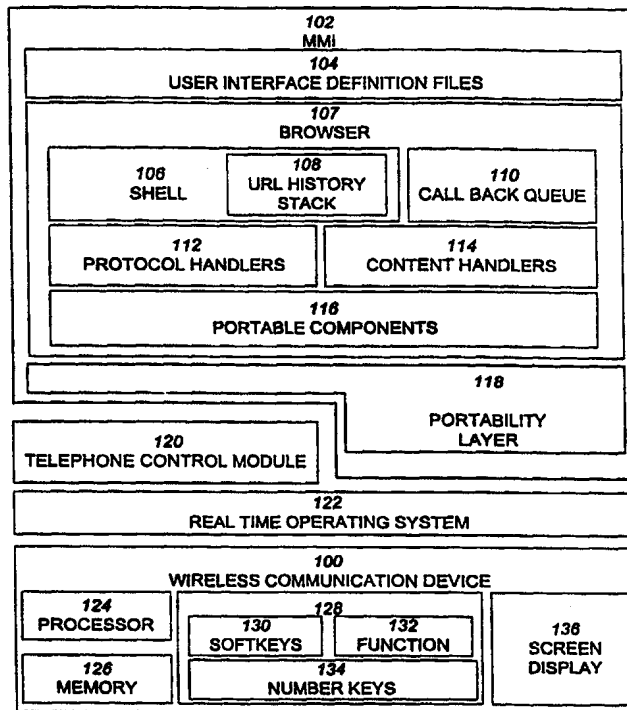 102
MMI
104
USER INTERFACE DEFINITION FILES
107
BROWSER
106
SHELL
108
URL HISTORY
STACK
110
CALL BACK QUEUE
112
PROTOCOL HANDLERS
114
CONTENT HANDLERS
116
PORTABLE COMPONENTS
118
PORTABILITY
LAYER
120
TELEPHONE CONTROL MODULE
122
REAL TIME OPERATING SYSTEM
100
WIRELESS COMMUNICATION DEVICE
124
PROCESSOR
126
MEMORY
128
130
SOFTKEYS
132
FUNCTION
134
NUMBER KEYS
136
SCREEN
DISPLAY